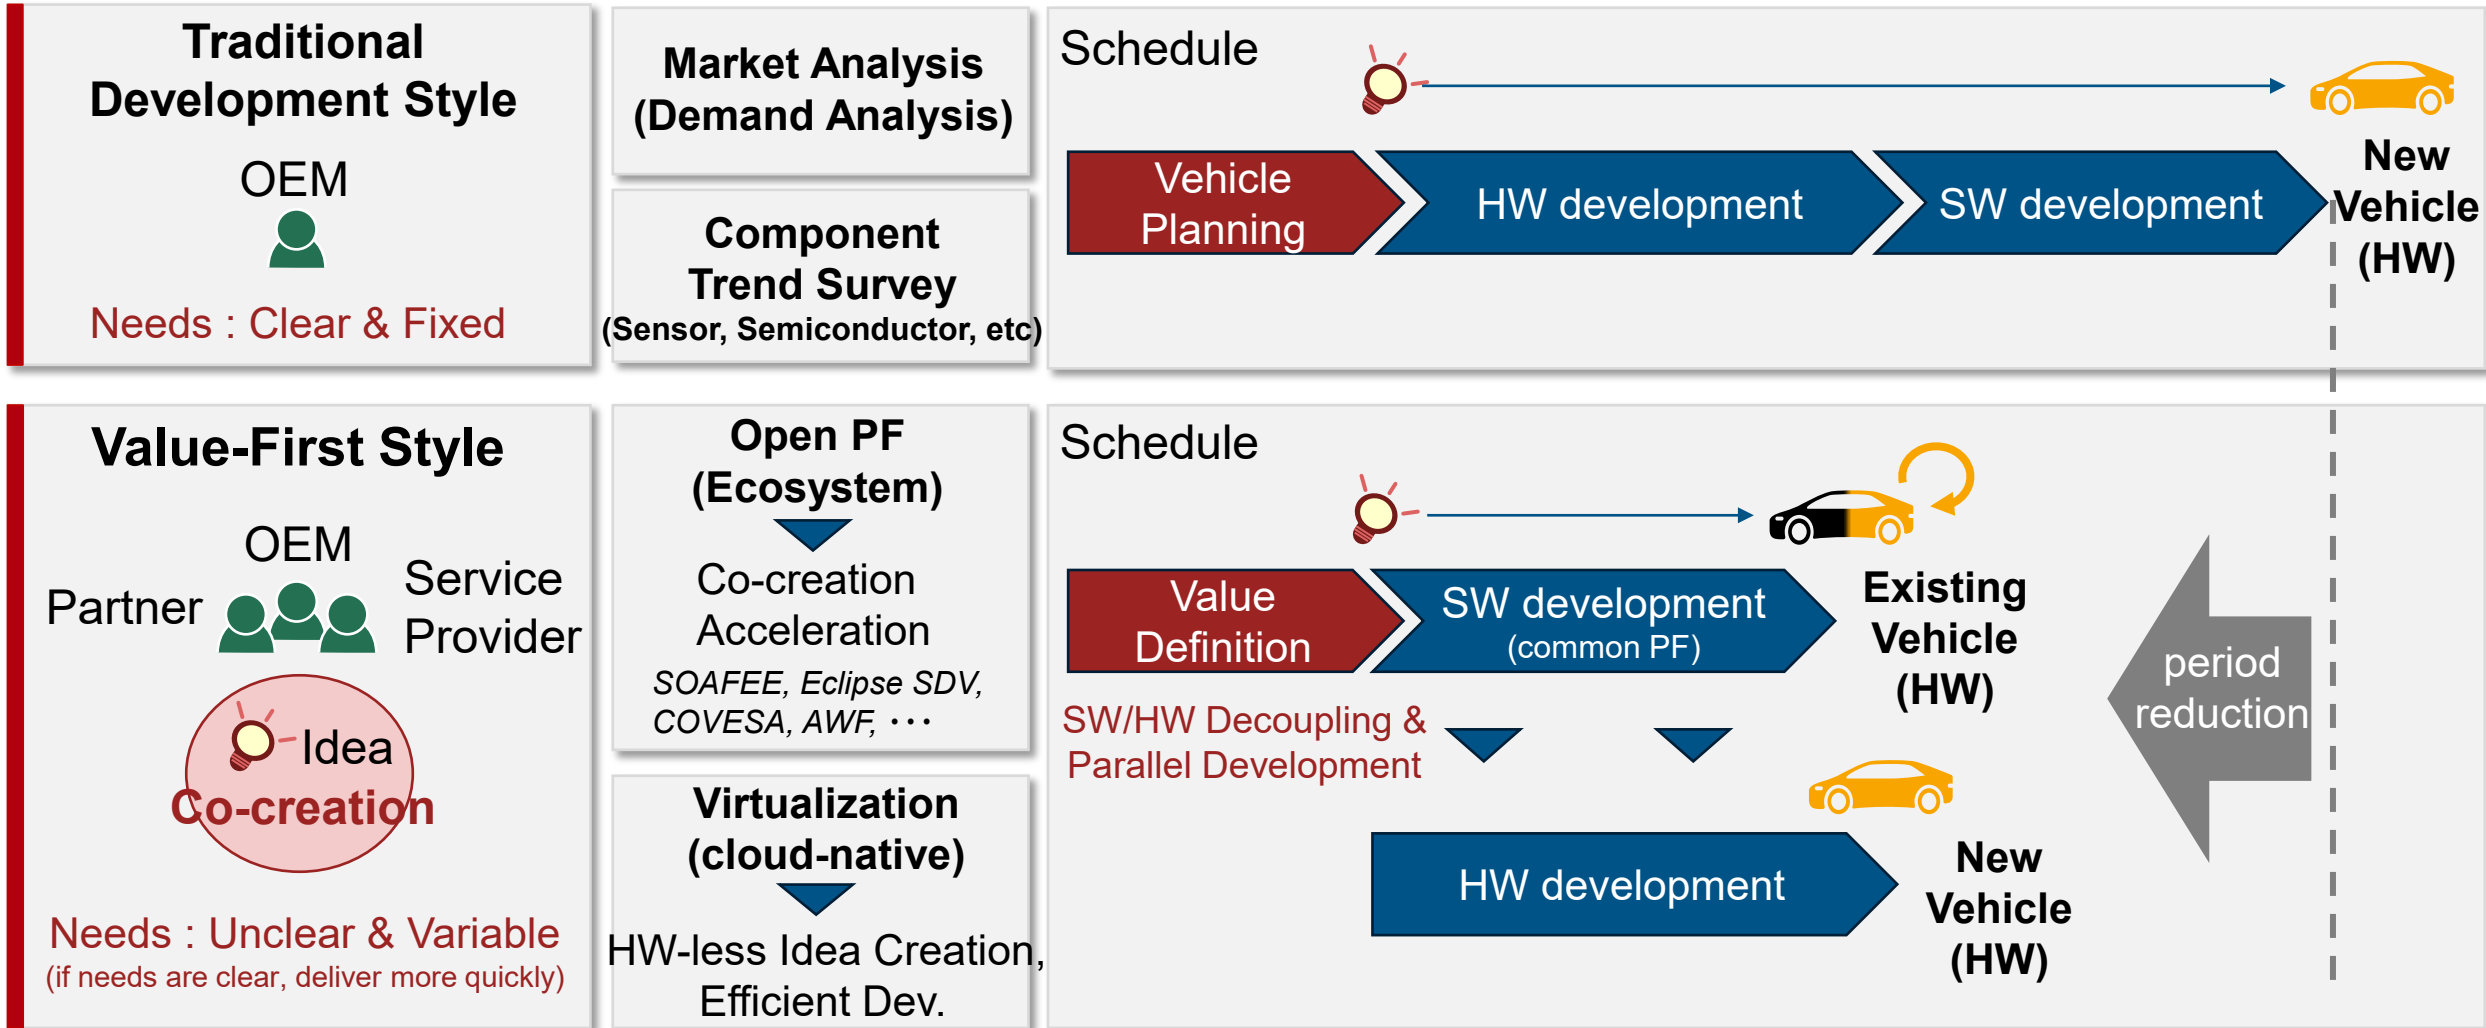 Traditional
Development Style
OEM
Needs : Clear & Fixed
Market Analysis
(Demand Analysis)
Component
Trend Survey
(Sensor, Semiconductor, etc)
Schedule
Vehicle
Planning
HW development
SW development
New
Vehicle
(HW)
Value-First Style
OEM
Partner
Service
Provider
Idea
Co-creation
Needs : Unclear & Variable
(if needs are clear, deliver more quickly)
Open PF
(Ecosystem)
Co-creation
Acceleration
SOAFEE, Eclipse SDV,
COVESA, AWF, ･･･
Virtualization
(cloud-native)
HW-less Idea Creation,
Efficient Dev.
Schedule
Value
Definition
SW development
(common PF)
Existing
Vehicle
(HW)
SW/HW Decoupling &
Parallel Development
HW development
New
Vehicle
(HW)
period
reduction